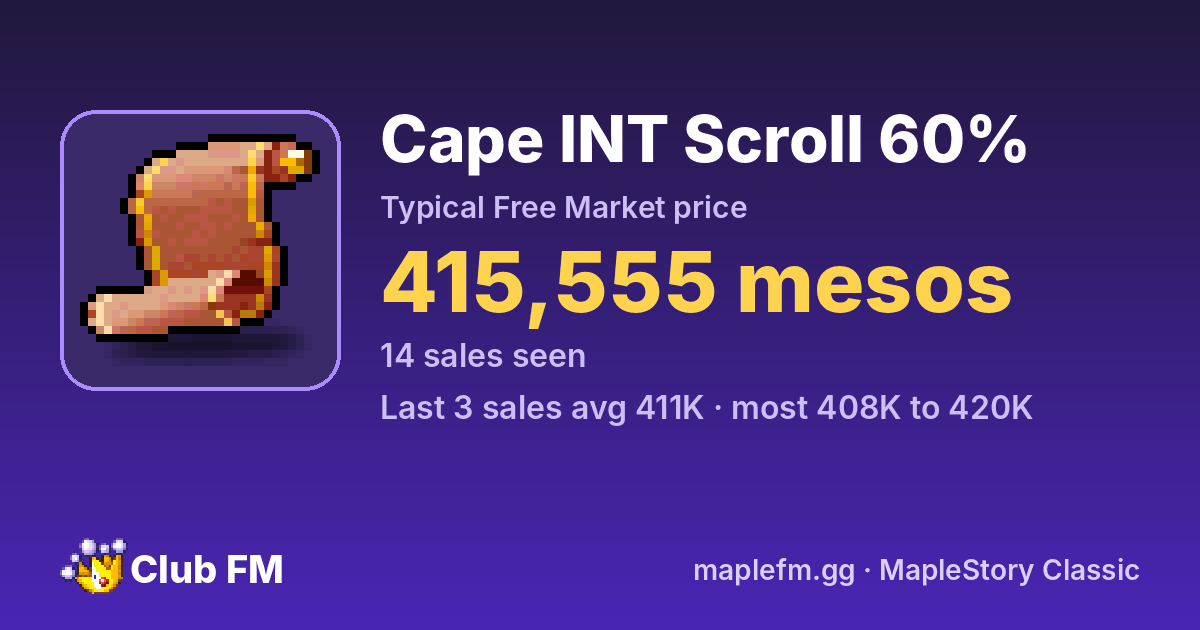 Cape INT Scroll 60%
Typical Free Market price
415,555 mesos
14 sales seen
Last 3 sales avg 411K · most 408K to 420K
Club FM
maplefm.gg · MapleStory Classic